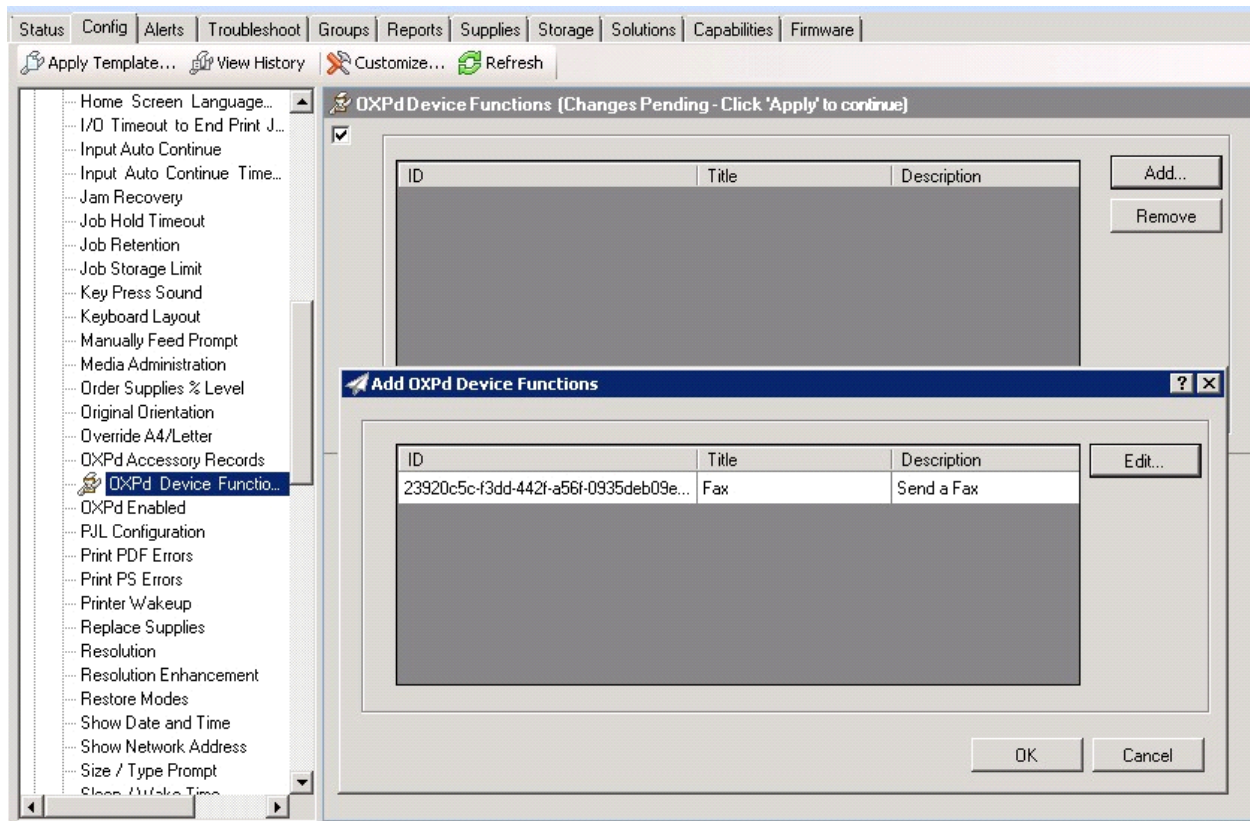 Status Config Alerts Troubleshoot Groups Reports Supplies Storage Solutions Capabilities Firmware
Apply Template... View History Customize... Refresh
Home Screen Language...
I/O Timeout to End Print J...
Input Auto Continue
Input Auto Continue Time...
Jam Recovery
Job Hold Timeout
Job Retention
Job Storage Limit
Key Press Sound
Keyboard Layout
Manually Feed Prompt
Media Administration
Order Supplies % Level
Original Orientation
Override A4/Letter
OXPd Accessory Records
OXPd Device Functio...
OXPd Enabled
PJL Configuration
Print PDF Errors
Print PS Errors
Printer Wakeup
Replace Supplies
Resolution
Resolution Enhancement
Restore Modes
Show Date and Time
Show Network Address
Size / Type Prompt
Sleep / Wake Time
OXPd Device Functions (Changes Pending - Click 'Apply' to continue)
ID Title Description
Add...
Remove
Add OXPd Device Functions
?
ID Title Description
23920c5c-f3dd-442f-a56f-0935deb09e... Fax Send a Fax
Edit...
OK Cancel